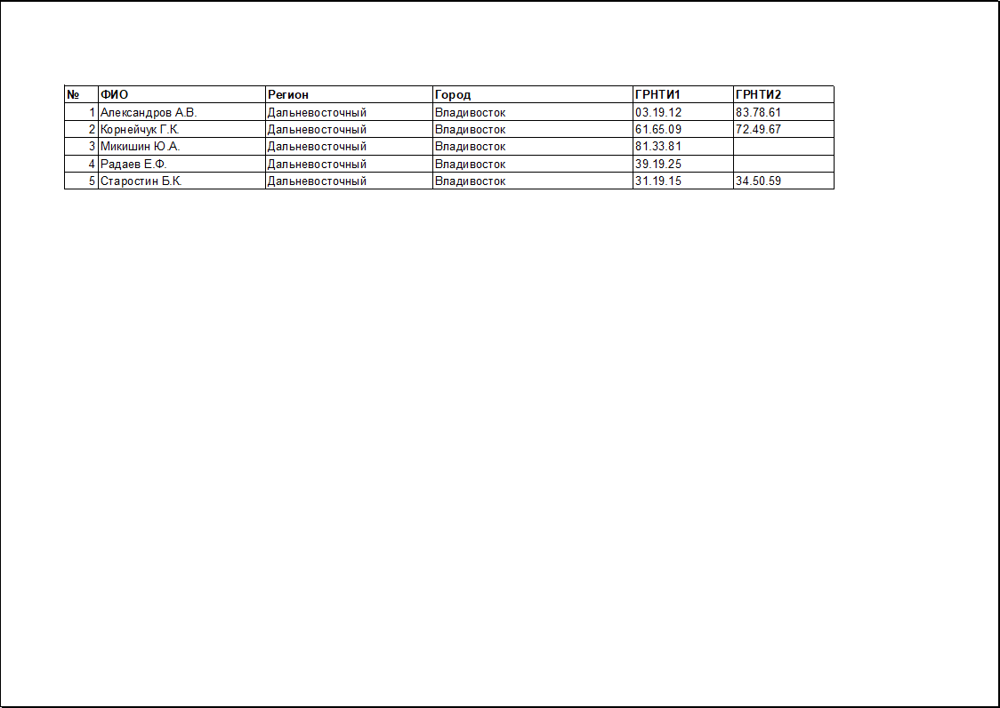 № ФИО Регион Город ГРНТИ1 ГРНТИ2
1 Александров А.В. Дальневосточный Владивосток 03.19.12 83.78.61
2 Корнейчук Г.К. Дальневосточный Владивосток 61.65.09 72.49.67
3 Микишин Ю.А. Дальневосточный Владивосток 81.33.81
4 Радаев Е.Ф. Дальневосточный Владивосток 39.19.25
5 Старостин Б.К. Дальневосточный Владивосток 31.19.15 34.50.59